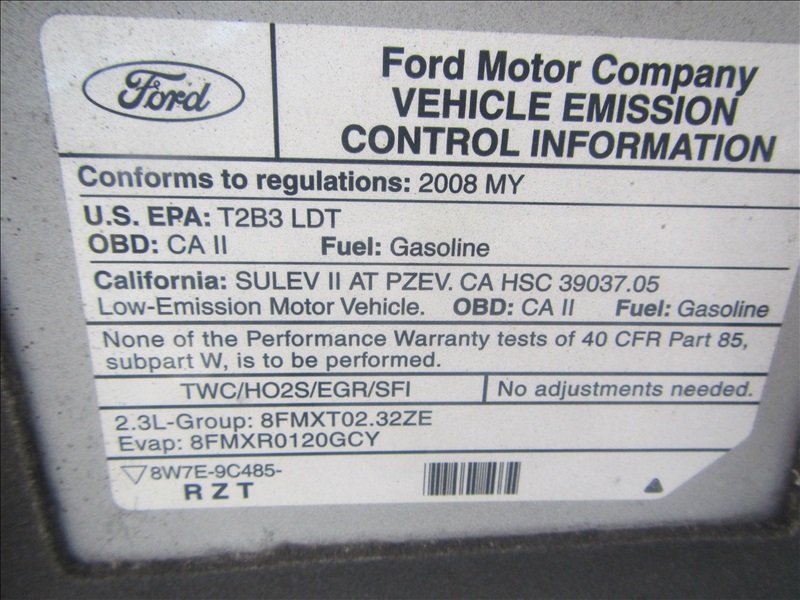 Ford
Ford Motor Company
VEHICLE EMISSION
CONTROL INFORMATION
Conforms to regulations: 2008 MY
U.S. EPA: T2B3 LDT
OBD: CA II Fuel: Gasoline
California: SULEV II AT PZEV. CA HSC 39037.05
Low-Emission Motor Vehicle. OBD: CA II Fuel: Gasoline
None of the Performance Warranty tests of 40 CFR Part 85,
subpart W, is to be performed.
TWC/HO2S/EGR/SFI No adjustments needed.
2.3L-Group: 8FMXT02.32ZE
Evap: 8FMXR0120GCY
8W7E-9C485-
R Z T